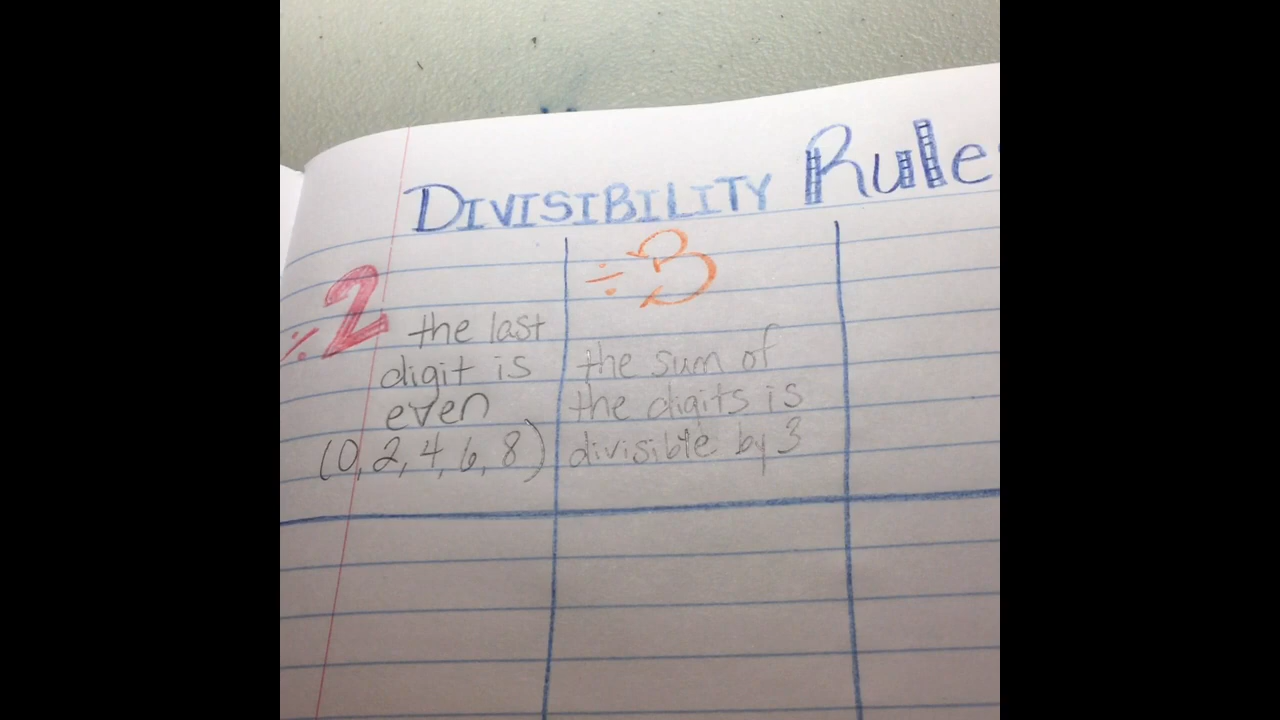 DIVISIBILITY Rule
÷2
the last
digit is
even
(0, 2, 4, 6, 8)
÷3
the sum of
the digits is
divisible by 3